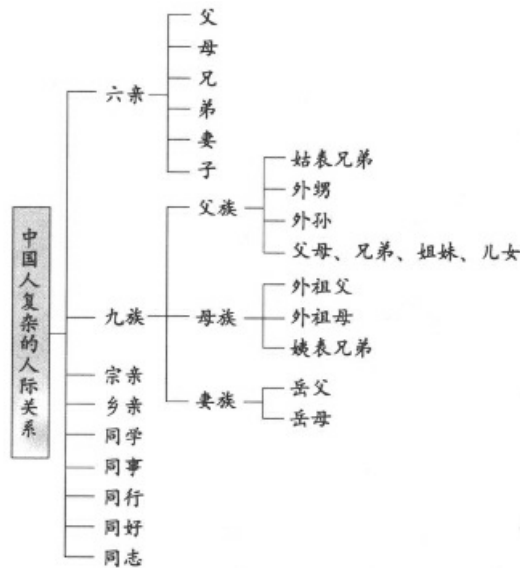 中国人复杂的人际关系
六亲
父
母
兄
弟
妻
子
九族
父族
姑表兄弟
外甥
外孙
父母、兄弟、姐妹、儿女
母族
外祖父
外祖母
姨表兄弟
妻族
岳父
岳母
宗亲
乡亲
同学
同事
同行
同好
同志